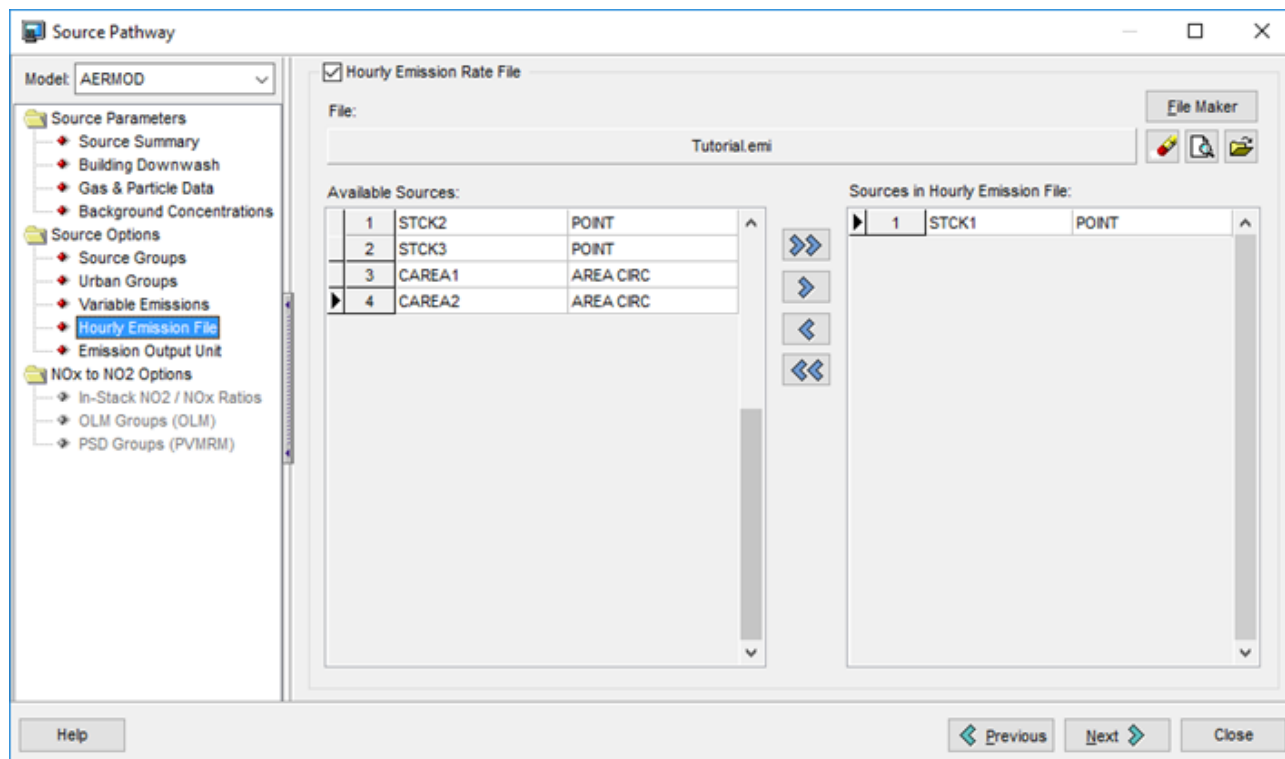 Source Pathway
Model: AERMOD
Source Parameters
Source Summary
Building Downwash
Gas & Particle Data
Background Concentrations
Source Options
Source Groups
Urban Groups
Variable Emissions
Hourly Emission File
Emission Output Unit
NOx to NO2 Options
In-Stack NO2 / NOx Ratios
OLM Groups (OLM)
PSD Groups (PVMRM)
Hourly Emission Rate File
File:
File Maker
Tutorial.emi
Available Sources:
1 STCK2 POINT
2 STCK3 POINT
3 CAREA1 AREA CIRC
4 CAREA2 AREA CIRC
Sources in Hourly Emission File:
1 STCK1 POINT
Help
Previous
Next
Close